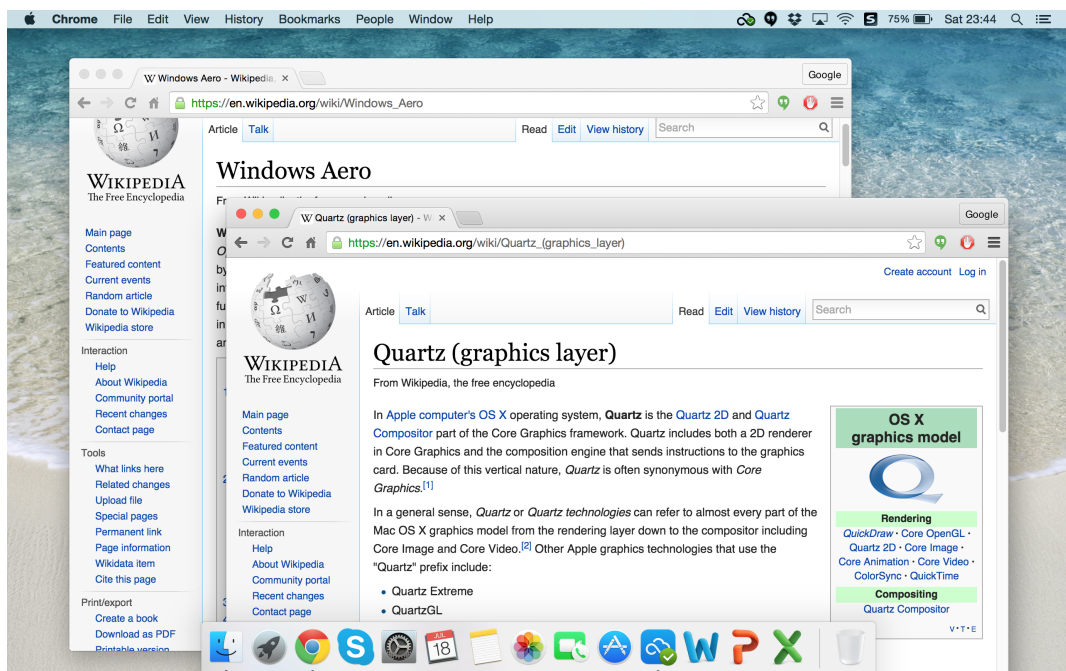 Chrome File Edit View History Bookmarks People Window Help 75% Sat 23:44
W Windows Aero - Wikipedia, × Google
https://en.wikipedia.org/wiki/Windows_Aero
Article Talk Read Edit View history Search
WIKIPEDIA
The Free Encyclopedia
Windows Aero
Main page
Contents
Featured content
Current events
Random article
Donate to Wikipedia
Wikipedia store
Interaction
Help
About Wikipedia
Community portal
Recent changes
Contact page
Tools
What links here
Related changes
Upload file
Special pages
Permanent link
Page information
Wikidata item
Cite this page
Print/export
Create a book
Download as PDF
Printable version
W Quartz (graphics layer) - W × Google
https://en.wikipedia.org/wiki/Quartz_(graphics_layer)
Create account Log in
Article Talk Read Edit View history Search
WIKIPEDIA
The Free Encyclopedia
Main page
Contents
Featured content
Current events
Random article
Donate to Wikipedia
Wikipedia store
Interaction
Help
About Wikipedia
Community portal
Recent changes
Contact page
Quartz (graphics layer)
From Wikipedia, the free encyclopedia
In Apple computer's OS X operating system, Quartz is the Quartz 2D and Quartz
Compositor part of the Core Graphics framework. Quartz includes both a 2D renderer
in Core Graphics and the composition engine that sends instructions to the graphics
card. Because of this vertical nature, Quartz is often synonymous with Core
Graphics.[1]
In a general sense, Quartz or Quartz technologies can refer to almost every part of the
Mac OS X graphics model from the rendering layer down to the compositor including
Core Image and Core Video.[2] Other Apple graphics technologies that use the
"Quartz" prefix include:
• Quartz Extreme
• QuartzGL
OS X
graphics model
Rendering
QuickDraw · Core OpenGL ·
Quartz 2D · Core Image ·
Core Animation · Core Video ·
ColorSync · QuickTime
Compositing
Quartz Compositor
V · T · E
JUL
18